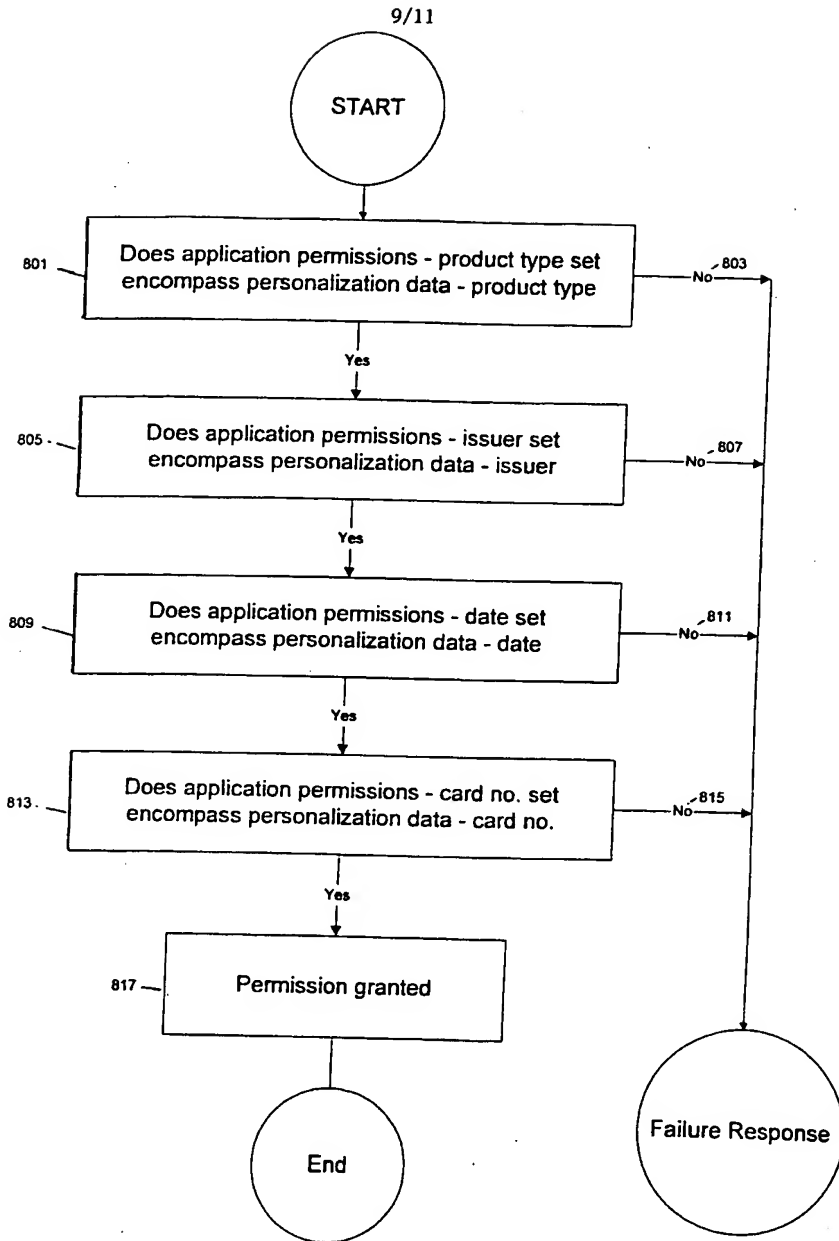 9/11
START
801
Does application permissions - product type set
encompass personalization data - product type
No
803
Yes
805
Does application permissions - issuer set
encompass personalization data - issuer
No
807
Yes
809
Does application permissions - date set
encompass personalization data - date
No
811
Yes
813
Does application permissions - card no. set
encompass personalization data - card no.
No
815
Yes
817
Permission granted
End
Failure Response